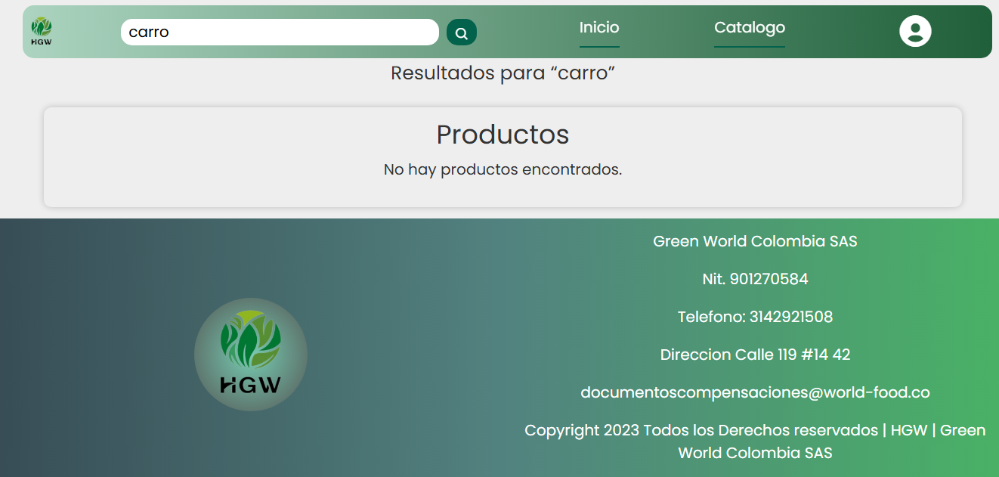 HGW
carro
Inicio
Catalogo
Resultados para “carro”
Productos
No hay productos encontrados.
HGW
Green World Colombia SAS
Nit. 901270584
Telefono: 3142921508
Direccion Calle 119 #14 42
documentoscompensaciones@world-food.co
Copyright 2023 Todos los Derechos reservados | HGW | Green
World Colombia SAS